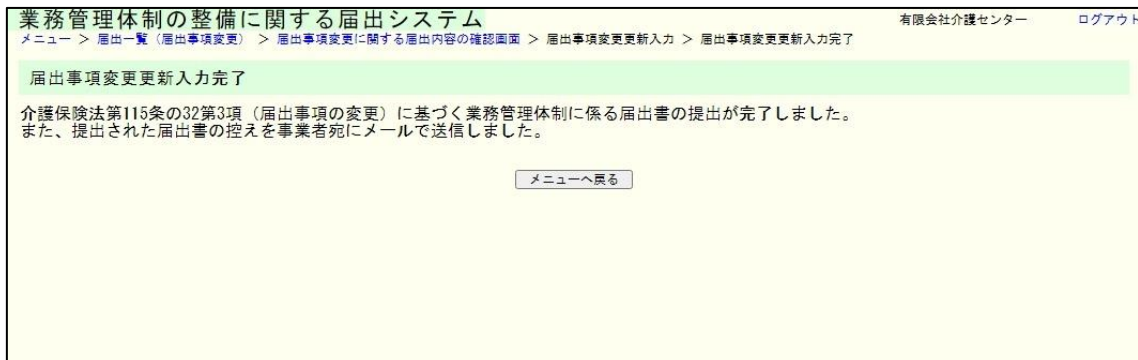 業務管理体制の整備に関する届出システム
有限会社介護センター ログアウト
メニュー ＞ 届出一覧（届出事項変更） ＞ 届出事項変更に関する届出内容の確認画面 ＞ 届出事項変更更新入力 ＞ 届出事項変更更新入力完了
届出事項変更更新入力完了
介護保険法第115条の32第3項（届出事項の変更）に基づく業務管理体制に係る届出書の提出が完了しました。
また、提出された届出書の控えを事業者宛にメールで送信しました。
メニューへ戻る